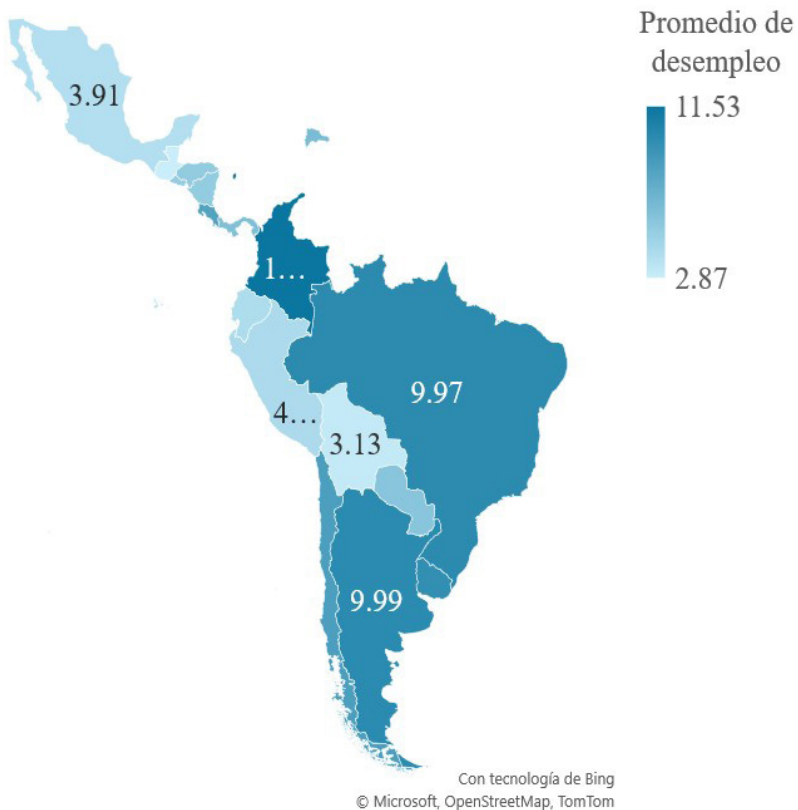 Promedio de
desempleo
11.53
2.87
3.91
1...
9.97
4...
3.13
9.99
Con tecnología de Bing
© Microsoft, OpenStreetMap, TomTom